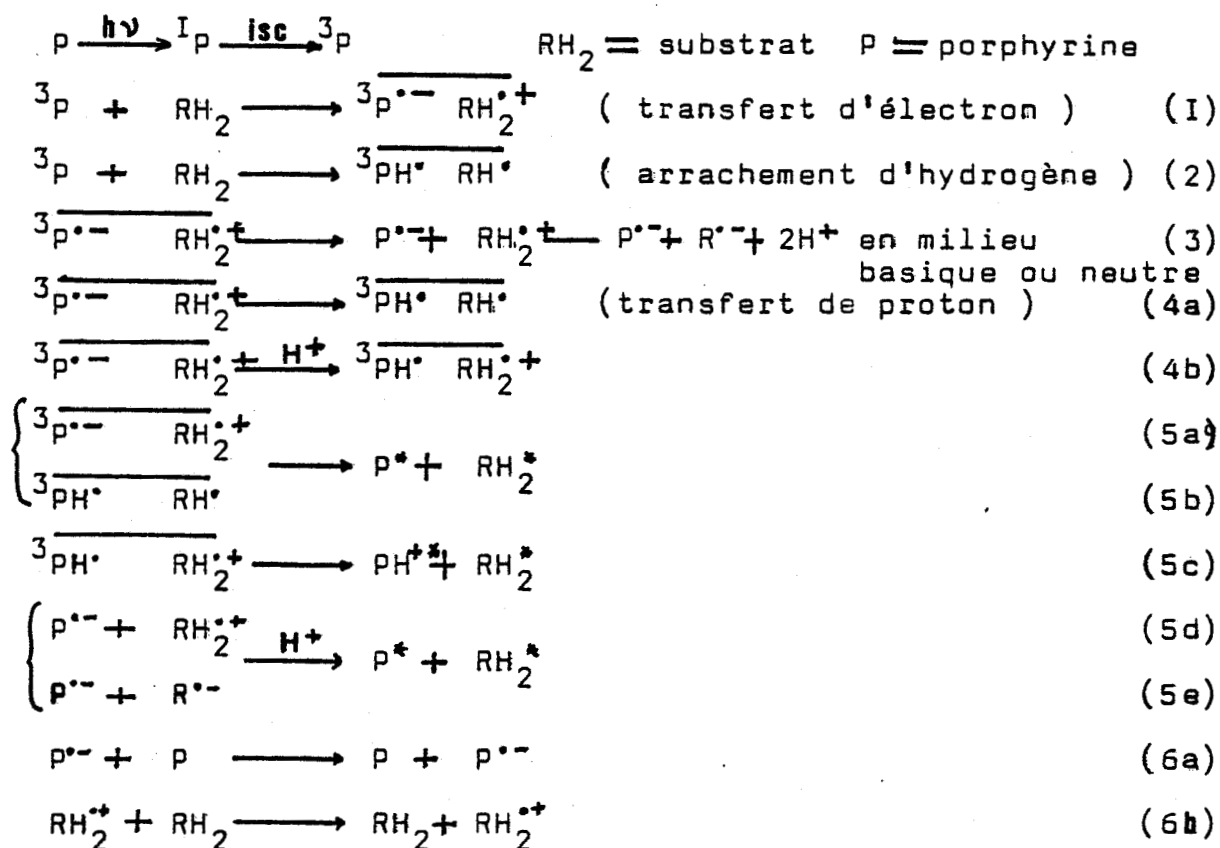 P hν→ ᴵP isc→ ³P RH₂ = substrat P = porphyrine
³P + RH₂ → ³P•⁻ RH₂•⁺ ( transfert d'électron ) (I)
³P + RH₂ → ³PH• RH• ( arrachement d'hydrogène ) (2)
³P•⁻ RH₂•⁺ → P•⁻ + RH₂•⁺ — P•⁻ + R•⁻ + 2H⁺ en milieu (3)
basique ou neutre
³P•⁻ RH₂•⁺ → ³PH• RH• (transfert de proton ) (4a)
³P•⁻ RH₂•⁺ H⁺→ ³PH• RH₂•⁺ (4b)
³P•⁻ RH₂•⁺ (5a)
→ P* + RH₂*
³PH• RH• (5b)
³PH• RH₂•⁺ → PH⁺* + RH₂* (5c)
P•⁻ + RH₂•⁺ (5d)
H⁺→ P* + RH₂*
P•⁻ + R•⁻ (5e)
P•⁻ + P → P + P•⁻ (6a)
RH₂•⁺ + RH₂ → RH₂ + RH₂•⁺ (6b)